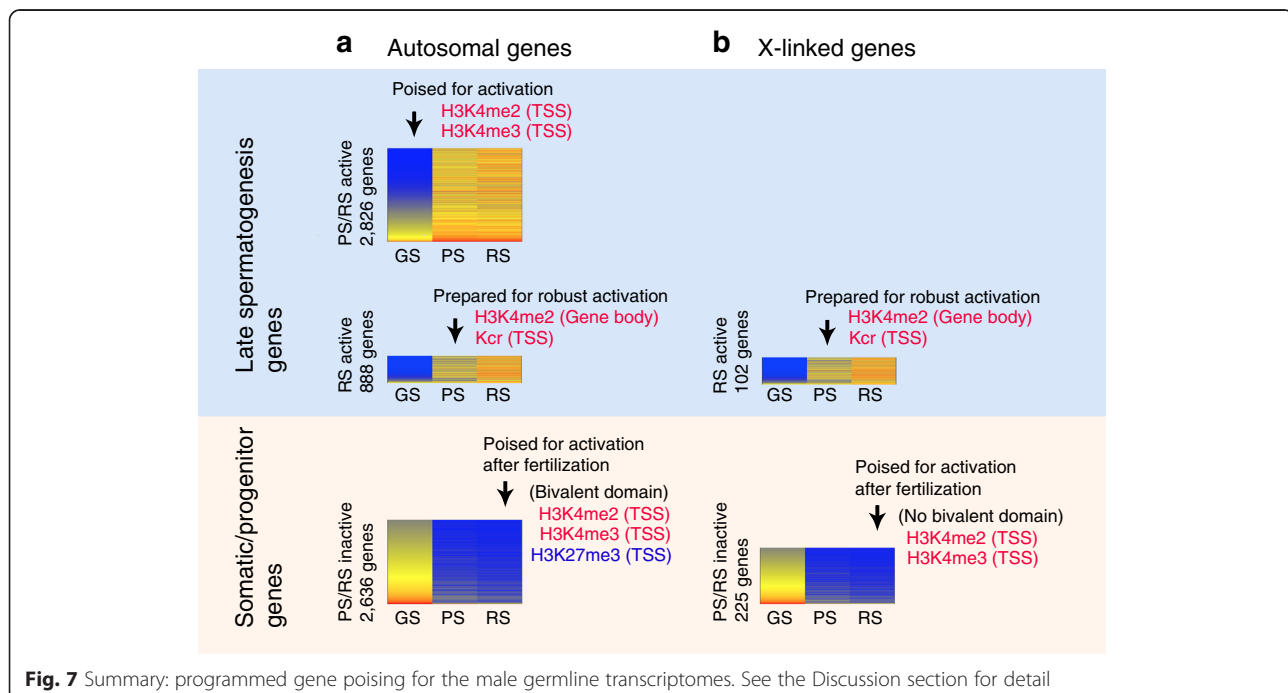 a Autosomal genes
b X-linked genes
Late spermatogenesis
genes
Poised for activation
H3K4me2 (TSS)
H3K4me3 (TSS)
PS/RS active
2,826 genes
GS PS RS
Prepared for robust activation
H3K4me2 (Gene body)
Kcr (TSS)
RS active
888 genes
GS PS RS
Prepared for robust activation
H3K4me2 (Gene body)
Kcr (TSS)
RS active
102 genes
GS PS RS
Somatic/progenitor
genes
Poised for activation
after fertilization
(Bivalent domain)
H3K4me2 (TSS)
H3K4me3 (TSS)
H3K27me3 (TSS)
PS/RS inactive
2,636 genes
GS PS RS
Poised for activation
after fertilization
(No bivalent domain)
H3K4me2 (TSS)
H3K4me3 (TSS)
PS/RS inactive
225 genes
GS PS RS
Fig. 7 Summary: programmed gene poising for the male germline transcriptomes. See the Discussion section for detail